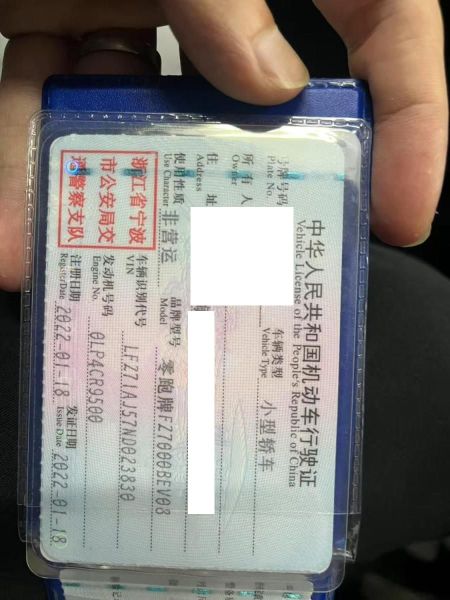 中华人民共和国机动车行驶证
Vehicle License of the People's Republic of China
号牌号码
Plate No.
车辆类型 小型轿车
Vehicle Type
所有人
Owner
住址
Address
使用性质 非营运
Use Character
品牌型号 零跑牌FZ7000BEV08
Model
浙江省宁波
市公安局交
通警察支队
车辆识别代号 LFZ71AJ57ND023830
VIN
发动机号码 0LP4CR9500
Engine No.
注册日期 2022-01-18
Register Date
发证日期 2022-01-18
Issue Date